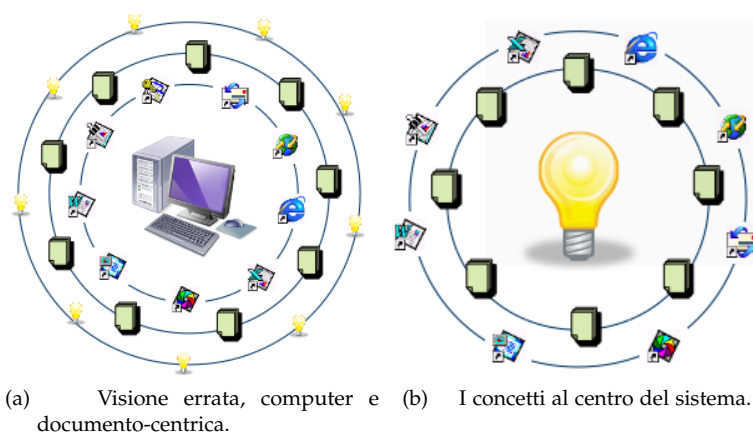 (a) Visione errata, computer e
documento-centrica.
(b) I concetti al centro del sistema.